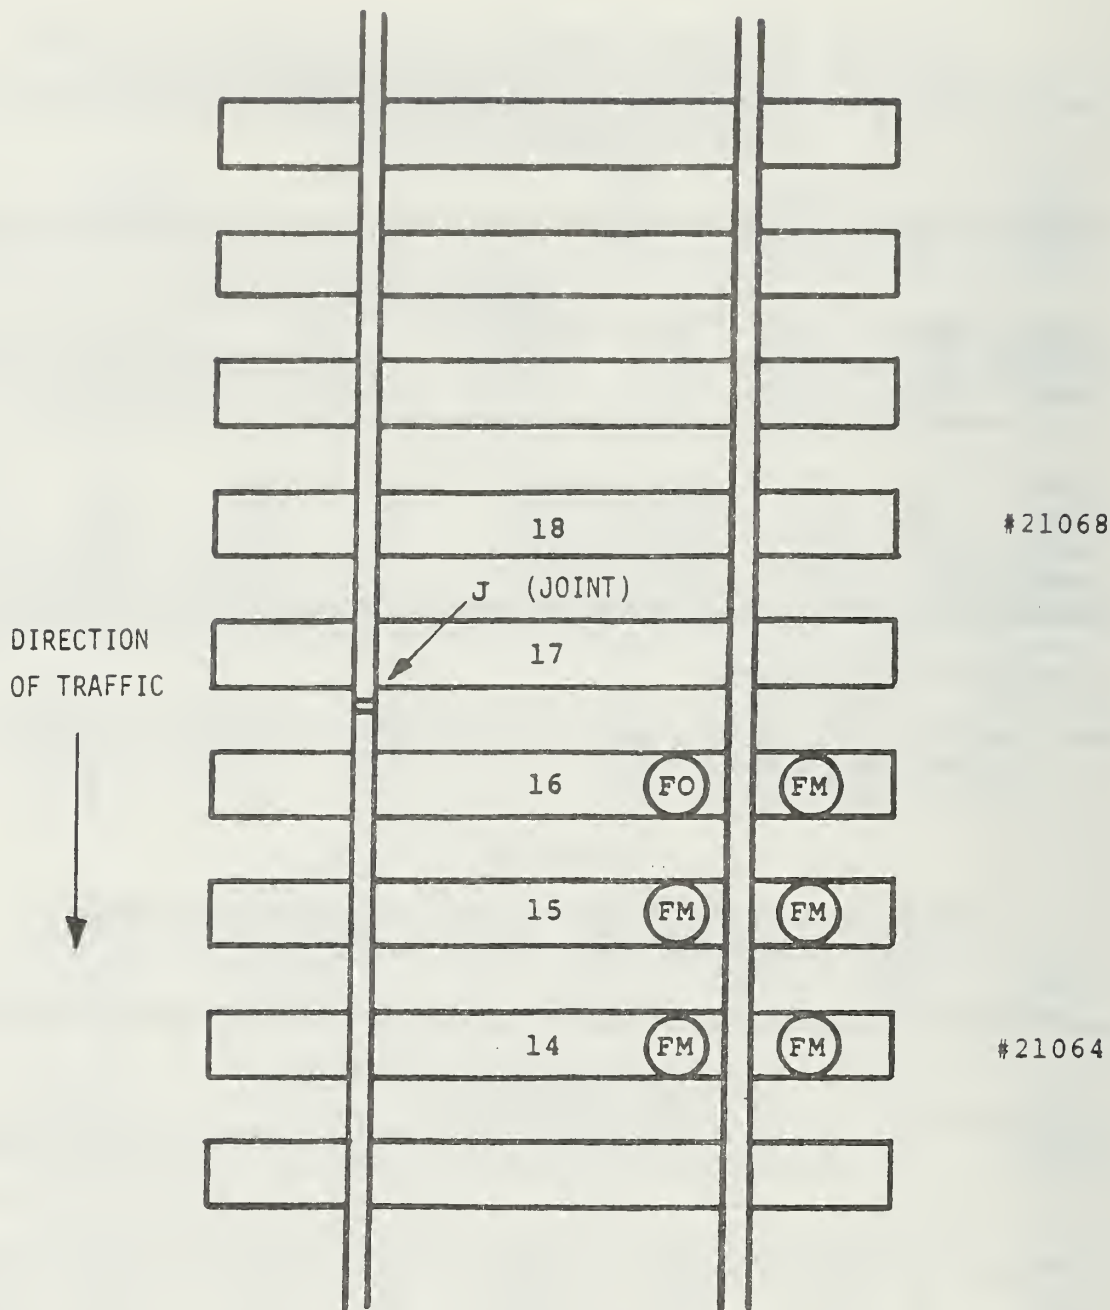 18 #21068
J (JOINT)
17
DIRECTION
OF TRAFFIC
16 FO FM
15 FM FM
14 FM FM #21064